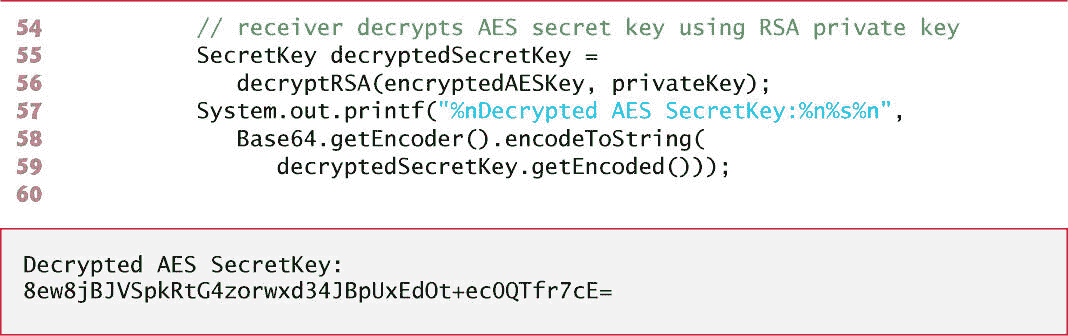 54 // receiver decrypts AES secret key using RSA private key
55 SecretKey decryptedSecretKey =
56 decryptRSA(encryptedAESKey, privateKey);
57 System.out.printf("%nDecrypted AES SecretKey:%n%s%n",
58 Base64.getEncoder().encodeToString(
59 decryptedSecretKey.getEncoded()));
60
Decrypted AES SecretKey:
8ew8jBJVSpkRtG4zorwxd34JBpUxEdOt+ecOQTfr7cE=